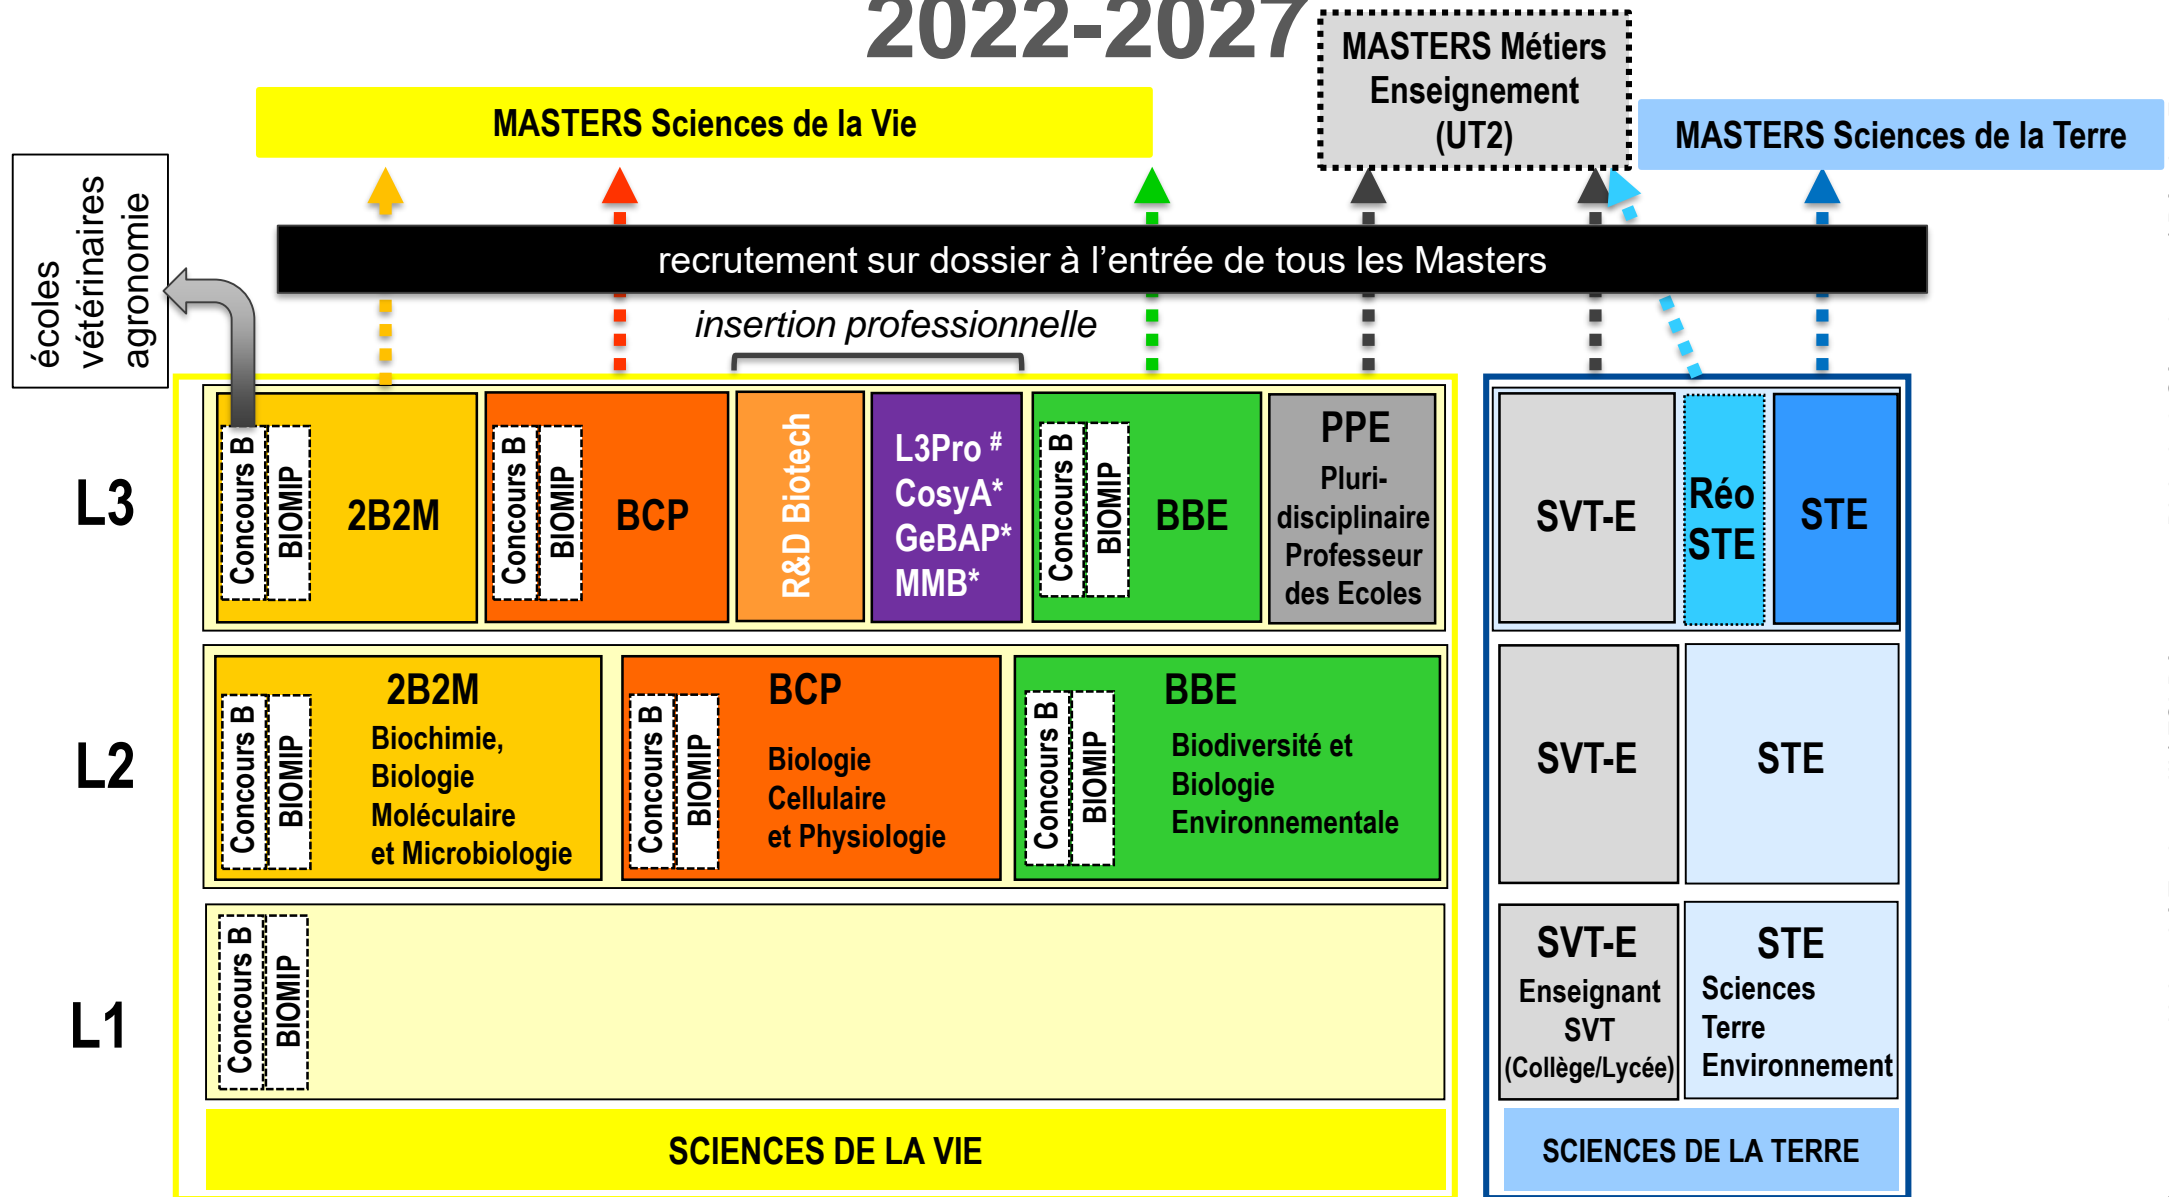 2022-2027
MASTERS Métiers
Enseignement
(UT2)
MASTERS Sciences de la Vie
MASTERS Sciences de la Terre
écoles
vétérinaires
agronomie
recrutement sur dossier à l'entrée de tous les Masters
insertion professionnelle
L3
Concours B
BIOMIP
2B2M
Concours B
BIOMIP
BCP
R&D Biotech
L3Pro #
CosyA*
GeBAP*
MMB*
Concours B
BIOMIP
BBE
PPE
Pluri-
disciplinaire
Professeur
des Ecoles
SVT-E
Réo
STE
STE
L2
Concours B
BIOMIP
2B2M
Biochimie,
Biologie
Moléculaire
et Microbiologie
Concours B
BIOMIP
BCP
Biologie
Cellulaire
et Physiologie
Concours B
BIOMIP
BBE
Biodiversité et
Biologie
Environnementale
SVT-E
STE
L1
Concours B
BIOMIP
SVT-E
Enseignant
SVT
(Collège/Lycée)
STE
Sciences
Terre
Environnement
SCIENCES DE LA VIE
SCIENCES DE LA TERRE